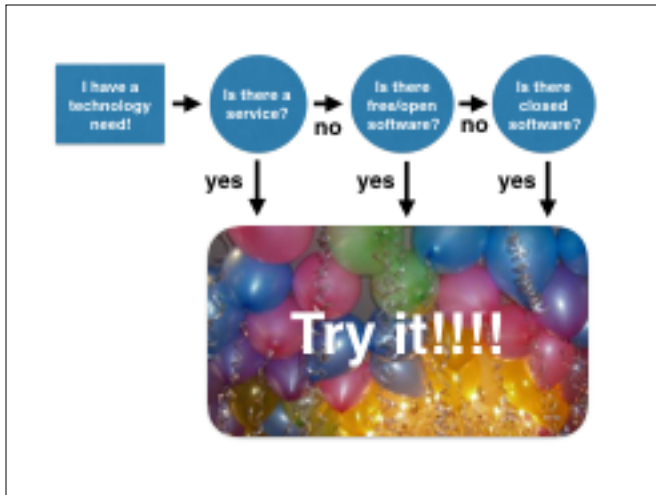 I have a
technology
need!
Is there a
service?
no
Is there
free/open
software?
no
Is there
closed
software?
yes
yes
yes
Try it!!!!